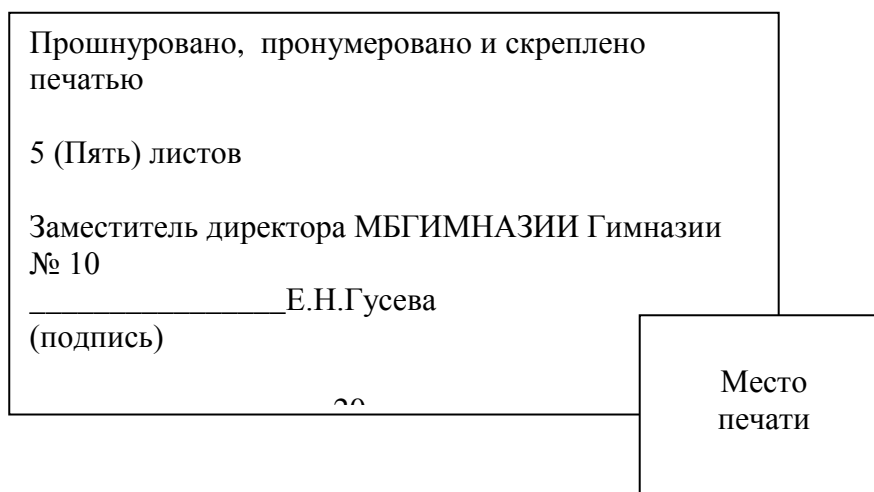 Прошнуровано, пронумеровано и скреплено
печатью
5 (Пять) листов
Заместитель директора МБГИМНАЗИИ Гимназии
№ 10
________________Е.Н.Гусева
(подпись)
Место
печати